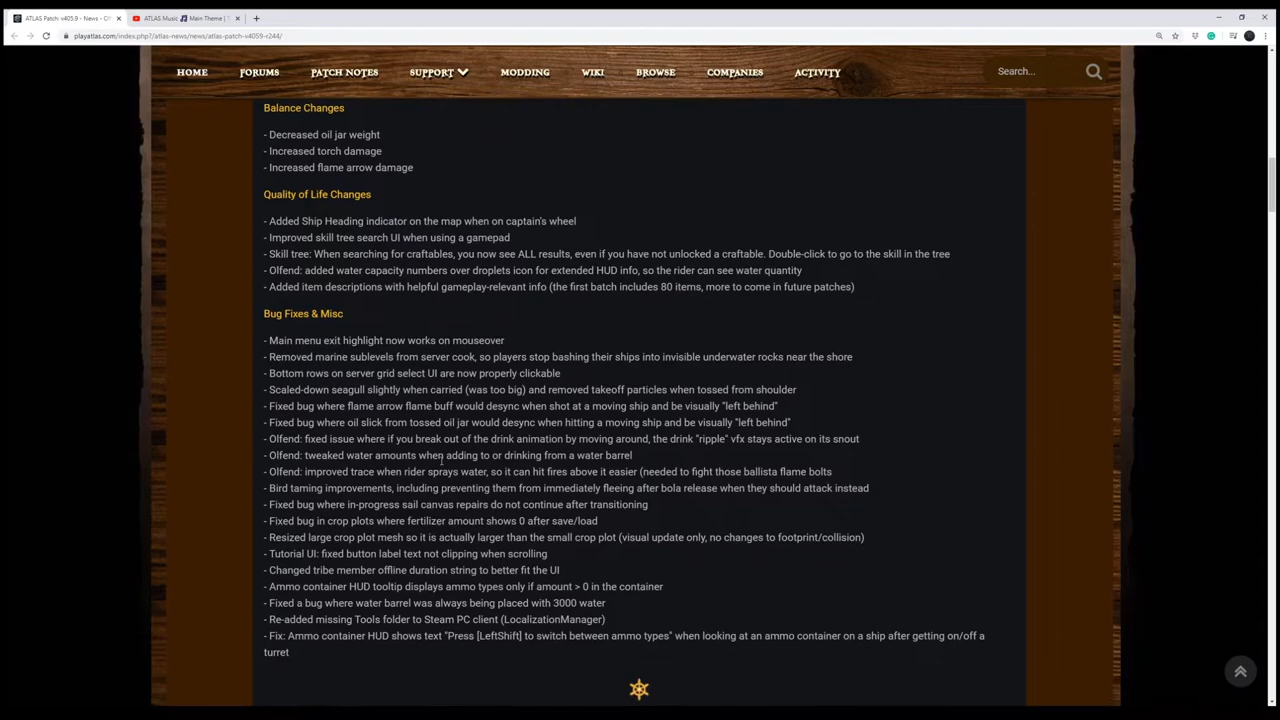 ATLAS Patch: v405.9 - News - Of
ATLAS Music 🎵 Main Theme | T
playatlas.com/index.php?/atlas-news/news/atlas-patch-v4059-r244/
HOME FORUMS PATCH NOTES SUPPORT MODDING WIKI BROWSE COMPANIES ACTIVITY Search...
Balance Changes
- Decreased oil jar weight
- Increased torch damage
- Increased flame arrow damage
Quality of Life Changes
- Added Ship Heading indicator on the map when on captain's wheel
- Improved skill tree search UI when using a gamepad
- Skill tree: When searching for craftables, you now see ALL results, even if you have not unlocked a craftable. Double-click to go to the skill in the tree
- Olfend: added water capacity numbers over droplets icon for extended HUD info, so the rider can see water quantity
- Added item descriptions with helpful gameplay-relevant info (the first batch includes 80 items, more to come in future patches)
Bug Fixes & Misc
- Main menu exit highlight now works on mouseover
- Removed marine sublevels from server cook, so players stop bashing their ships into invisible underwater rocks near the shore
- Bottom rows on server grid select UI are now properly clickable
- Scaled-down seagull slightly when carried (was too big) and removed takeoff particles when tossed from shoulder
- Fixed bug where flame arrow flame buff would desync when shot at a moving ship and be visually "left behind"
- Fixed bug where oil slick from tossed oil jar would desync when hitting a moving ship and be visually "left behind"
- Olfend: fixed issue where if you break out of the drink animation by moving around, the drink "ripple" vfx stays active on its snout
- Olfend: tweaked water amounts when adding to or drinking from a water barrel
- Olfend: improved trace when rider sprays water, so it can hit fires above it easier (needed to fight those ballista flame bolts
- Bird taming improvements, including preventing them from immediately fleeing after bola release when they should attack instead
- Fixed bug where in-progress sail canvas repairs do not continue after transitioning
- Fixed bug in crop plots where fertilizer amount shows 0 after save/load
- Resized large crop plot mesh so it is actually larger than the small crop plot (visual update only, no changes to footprint/collision)
- Tutorial UI: fixed button label text not clipping when scrolling
- Changed tribe member offline duration string to better fit the UI
- Ammo container HUD tooltip displays ammo types only if amount > 0 in the container
- Fixed a bug where water barrel was always being placed with 3000 water
- Re-added missing Tools folder to Steam PC client (LocalizationManager)
- Fix: Ammo container HUD shows text "Press [LeftShift] to switch between ammo types" when looking at an ammo container on a ship after getting on/off a
turret